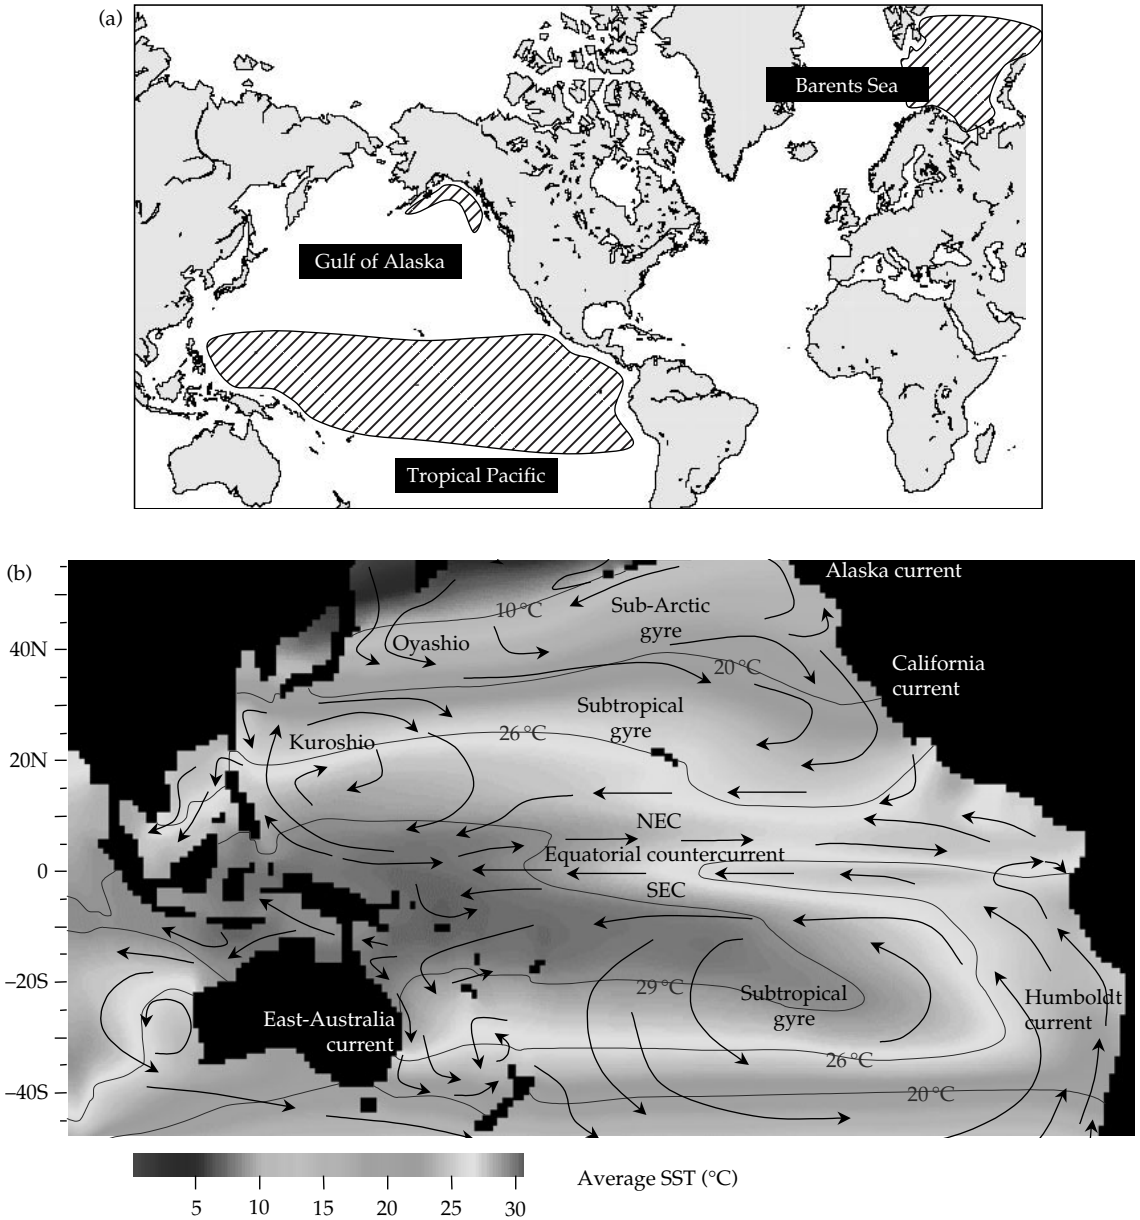 (a)
Barents Sea
Gulf of Alaska
Tropical Pacific
(b)
Alaska current
10 °C
Sub-Arctic
gyre
Oyashio
40N
20 °C
California
current
Subtropical
gyre
26 °C
Kuroshio
20N
NEC
Equatorial countercurrent
0
SEC
–20S
29 °C
Subtropical
gyre
Humboldt
current
East-Australia
current
26 °C
–40S
20 °C
Average SST (°C)
5 10 15 20 25 30